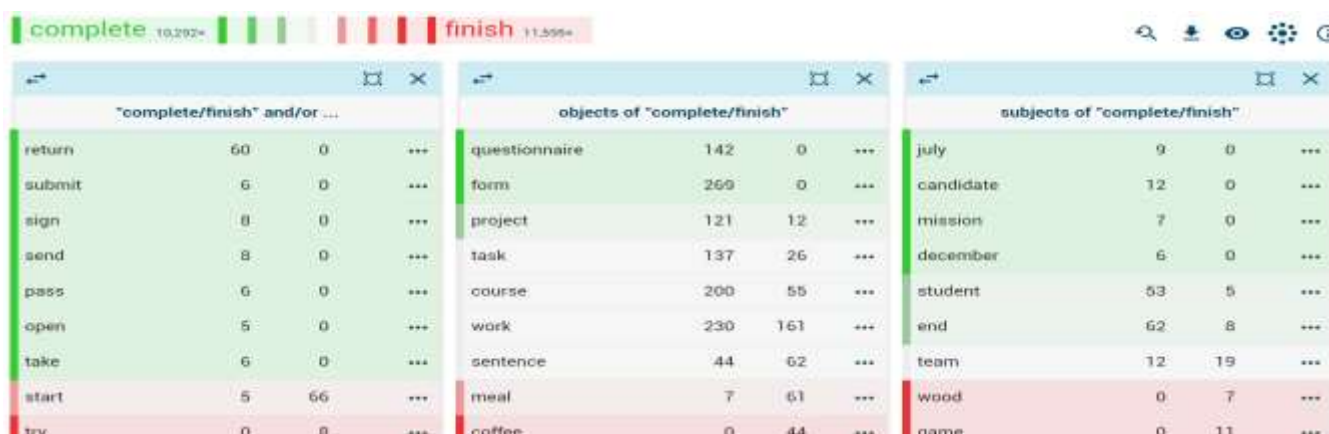 complete 10,292× finish 11,595×
"complete/finish" and/or ...
return 60 0 ...
submit 6 0 ...
sign 8 0 ...
send 8 0 ...
pass 6 0 ...
open 5 0 ...
take 6 0 ...
start 5 66 ...
try 0 8 ...
objects of "complete/finish"
questionnaire 142 0 ...
form 269 0 ...
project 121 12 ...
task 137 26 ...
course 200 55 ...
work 230 161 ...
sentence 44 62 ...
meal 7 61 ...
coffee 0 44 ...
subjects of "complete/finish"
july 9 0 ...
candidate 12 0 ...
mission 7 0 ...
december 6 0 ...
student 53 5 ...
end 62 8 ...
team 12 19 ...
wood 0 7 ...
game 0 11 ...